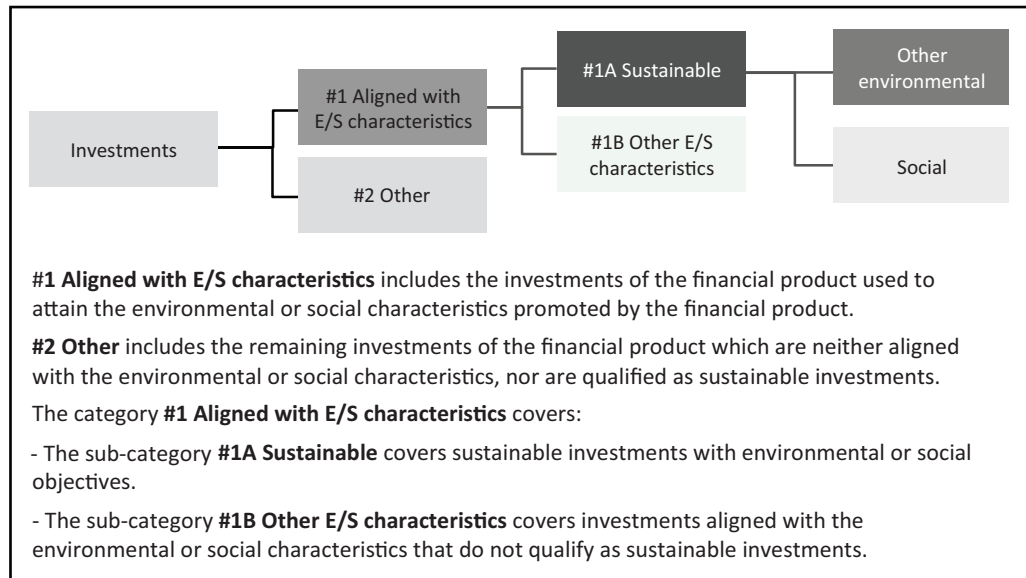 Investments
#1 Aligned with
E/S characteristics
#2 Other
#1A Sustainable
#1B Other E/S
characteristics
Other
environmental
Social
#1 Aligned with E/S characteristics includes the investments of the financial product used to
attain the environmental or social characteristics promoted by the financial product.
#2 Other includes the remaining investments of the financial product which are neither aligned
with the environmental or social characteristics, nor are qualified as sustainable investments.
The category #1 Aligned with E/S characteristics covers:
- The sub-category #1A Sustainable covers sustainable investments with environmental or social
objectives.
- The sub-category #1B Other E/S characteristics covers investments aligned with the
environmental or social characteristics that do not qualify as sustainable investments.